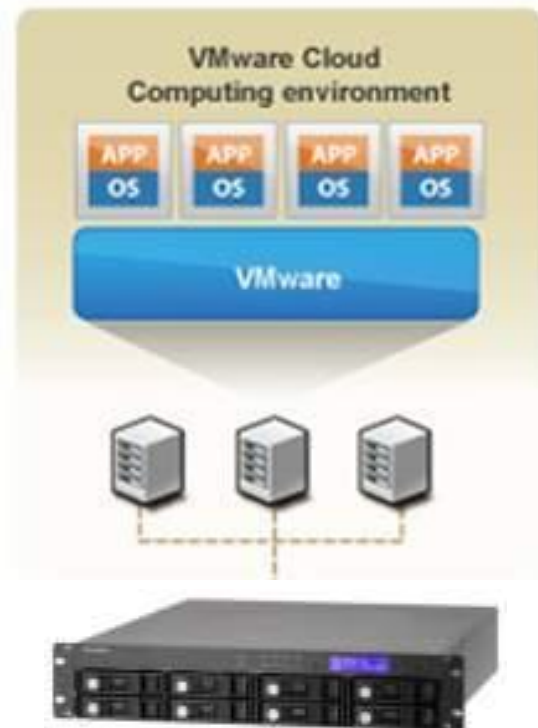 VMware Cloud
Computing environment
APP APP APP APP
OS OS OS OS
VMware